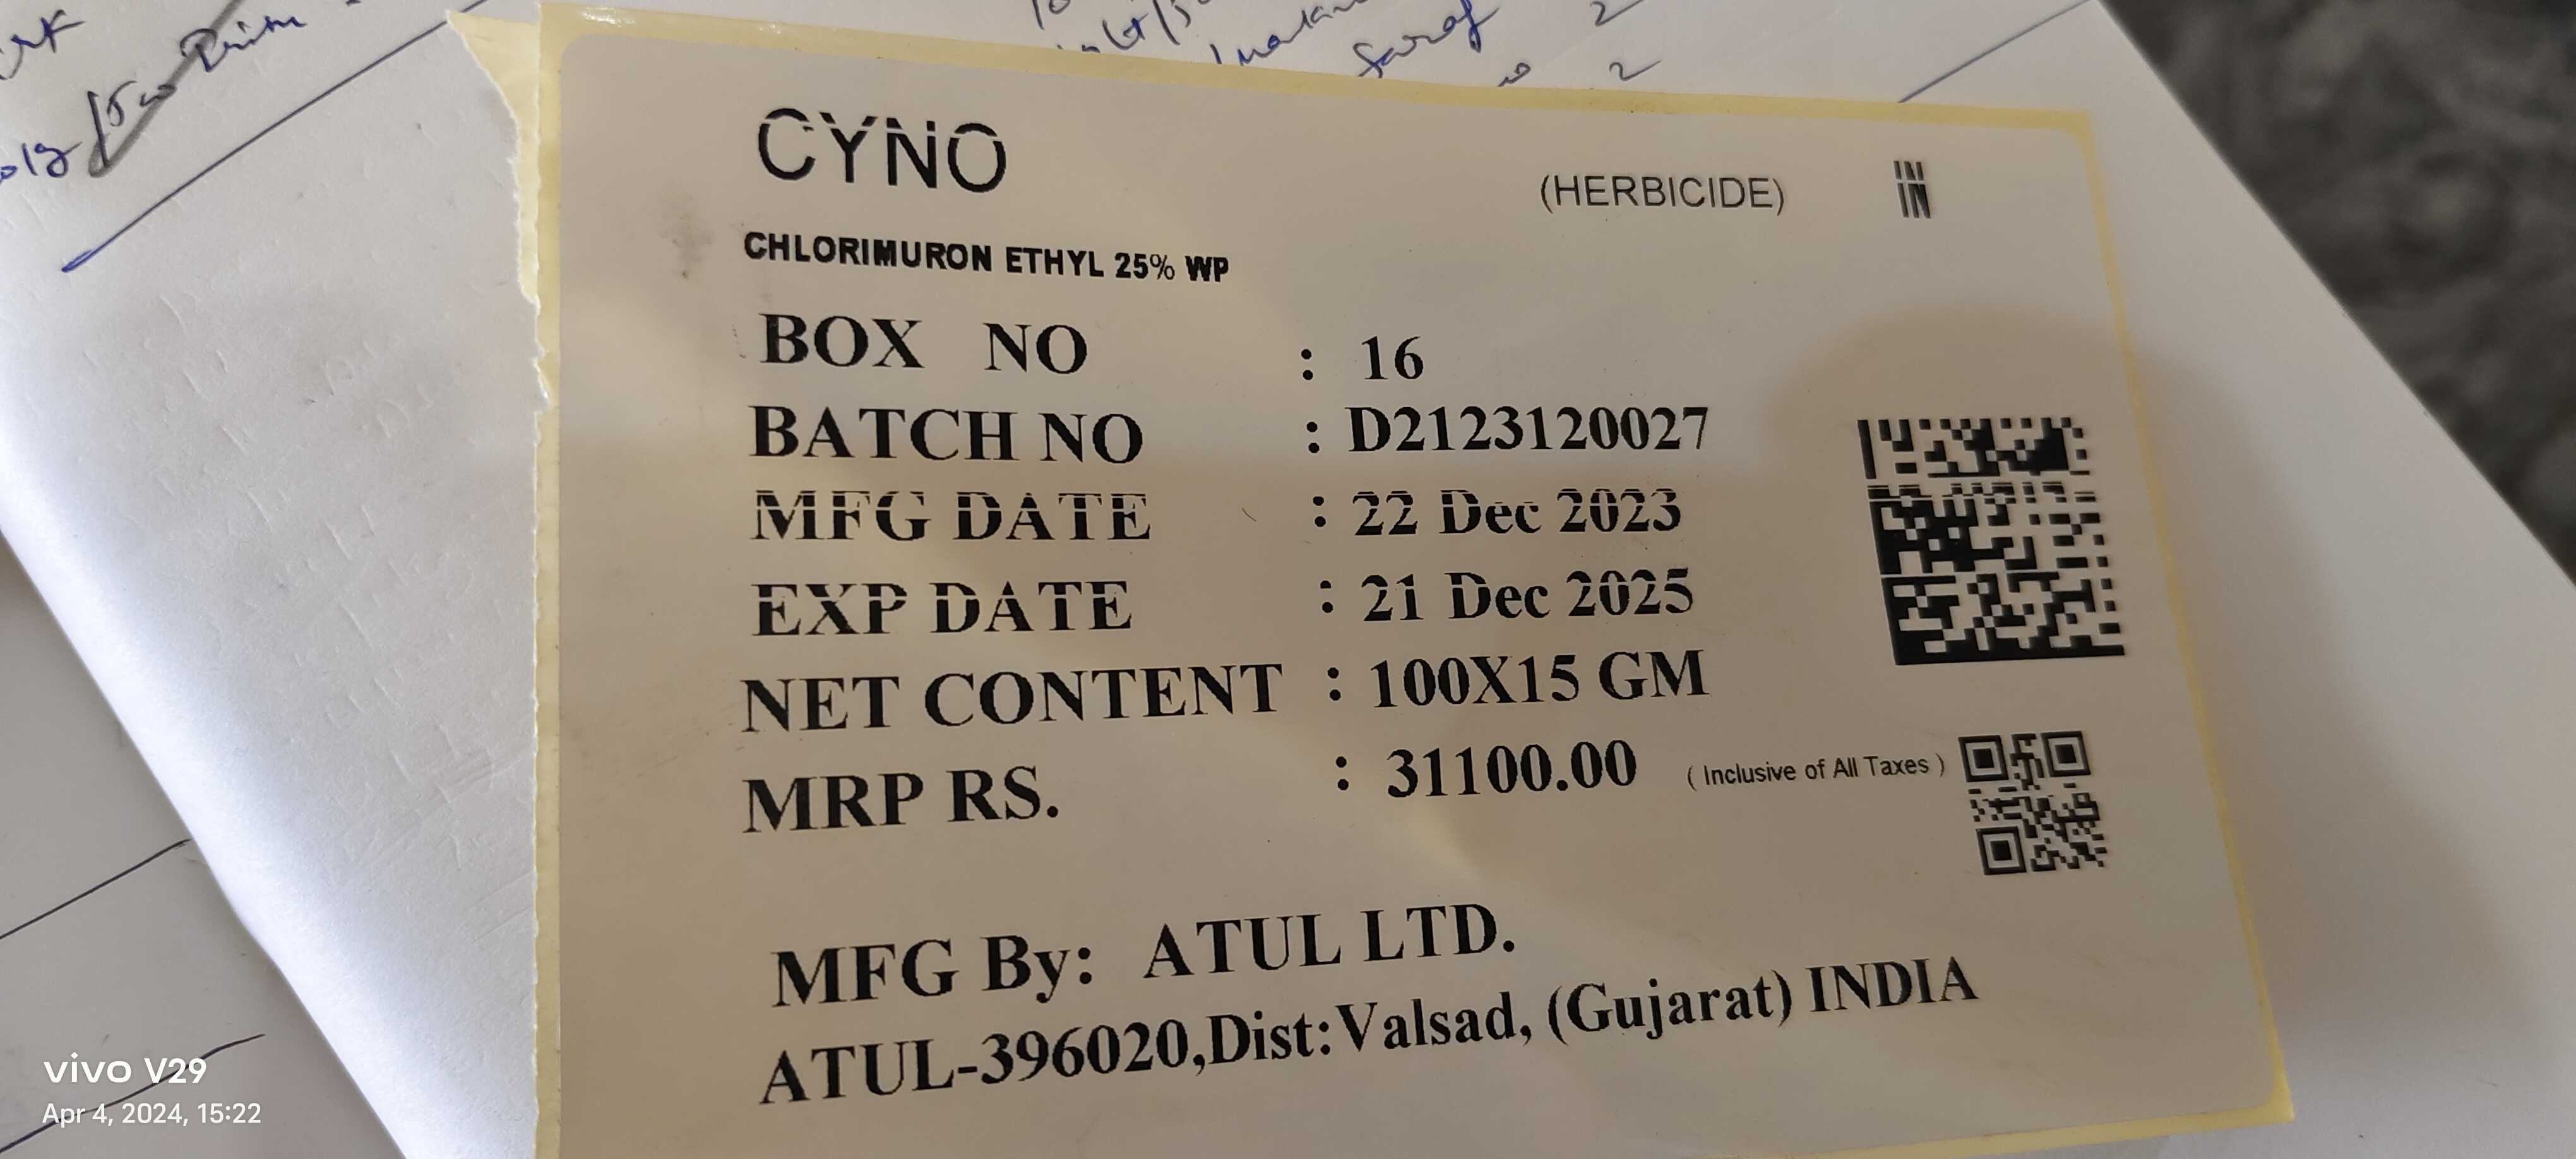 CYNO
(HERBICIDE)
IN
IN
CHLORIMURON ETHYL 25% WP
BOX NO : 16
BATCH NO : D2123120027
MFG DATE : 22 Dec 2023
EXP DATE : 21 Dec 2025
NET CONTENT : 100X15 GM
MRP RS. : 31100.00 ( Inclusive of All Taxes )
MFG By: ATUL LTD.
ATUL-396020,Dist:Valsad, (Gujarat) INDIA
vivo V29
Apr 4, 2024, 15:22